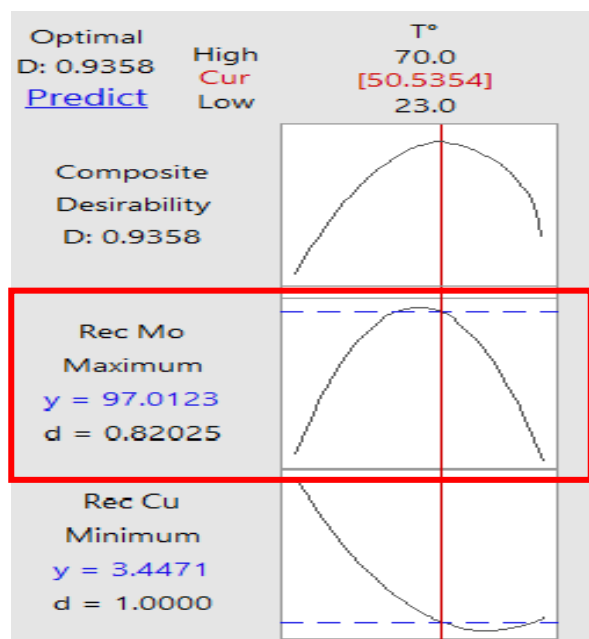 Optimal
D: 0.9358
Predict
High
Cur
Low
T°
70.0
[50.5354]
23.0
Composite
Desirability
D: 0.9358
Rec Mo
Maximum
y = 97.0123
d = 0.82025
Rec Cu
Minimum
y = 3.4471
d = 1.0000